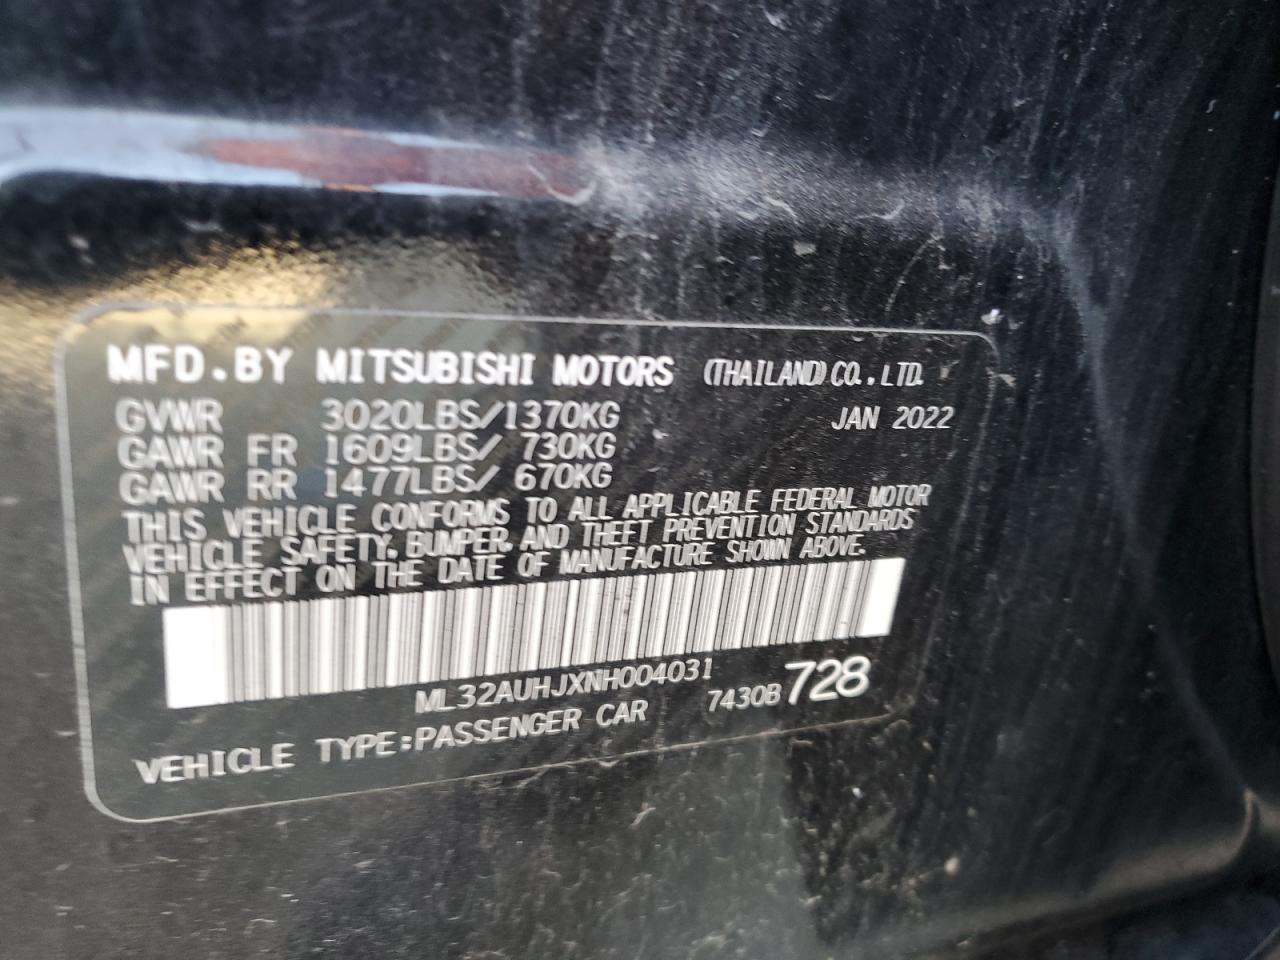 MFD.BY MITSUBISHI MOTORS (THAILAND)CO.,LTD.
GVWR 3020LBS/1370KG JAN 2022
GAWR FR 1609LBS/ 730KG
GAWR RR 1477LBS/ 670KG
THIS VEHICLE CONFORMS TO ALL APPLICABLE FEDERAL MOTOR
VEHICLE SAFETY, BUMPER, AND THEFT PREVENTION STANDARDS
IN EFFECT ON THE DATE OF MANUFACTURE SHOWN ABOVE.
ML32AUHJXNH004031
VEHICLE TYPE:PASSENGER CAR 7430B 728